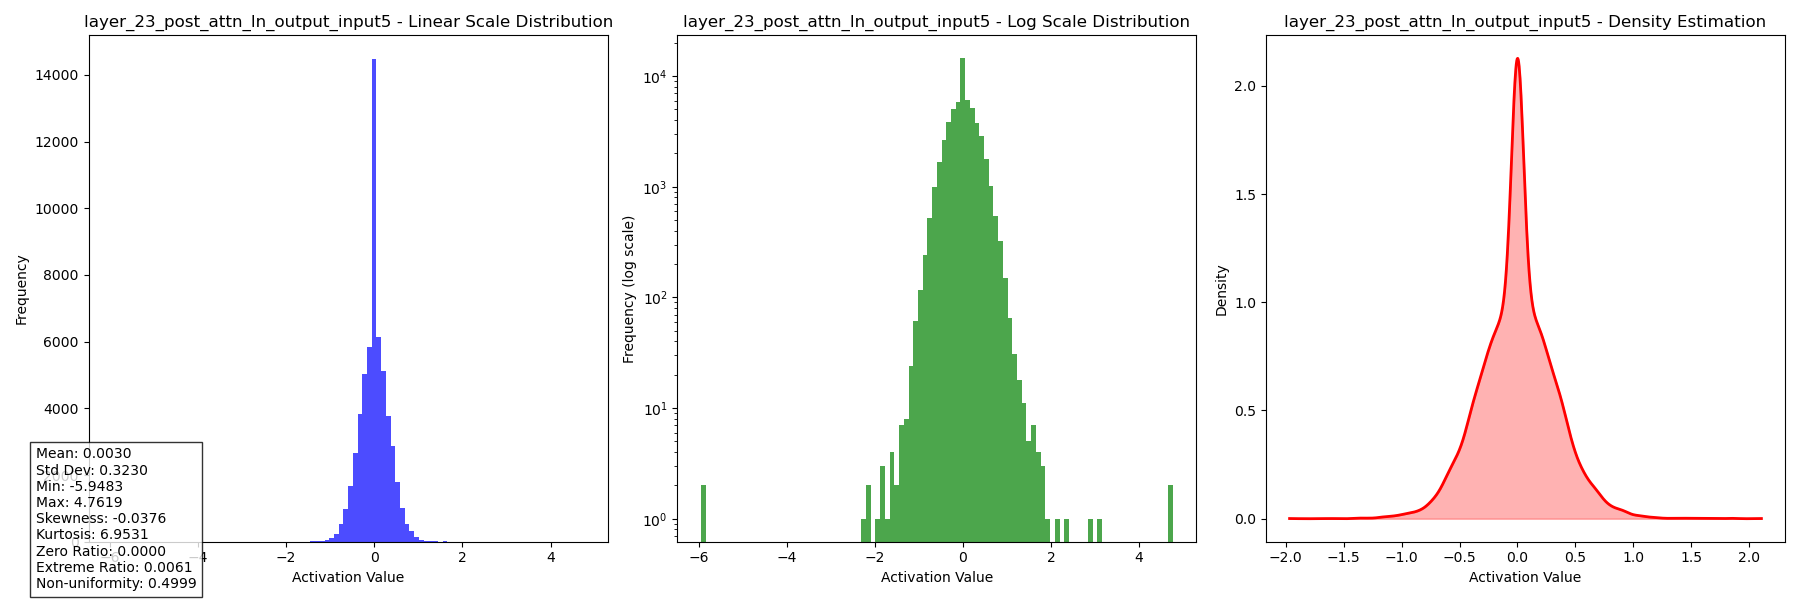 layer_23_post_attn_ln_output_input5 - Linear Scale Distribution
14000
12000
10000
8000
6000
4000
2000
0
Frequency
−6
−4
−2
0
2
4
Activation Value
Mean: 0.0030
Std Dev: 0.3230
Min: -5.9483
Max: 4.7619
Skewness: -0.0376
Kurtosis: 6.9531
Zero Ratio: 0.0000
Extreme Ratio: 0.0061
Non-uniformity: 0.4999
layer_23_post_attn_ln_output_input5 - Log Scale Distribution
10⁴
10³
10²
10¹
10⁰
Frequency (log scale)
−6
−4
−2
0
2
4
Activation Value
layer_23_post_attn_ln_output_input5 - Density Estimation
2.0
1.5
1.0
0.5
0.0
Density
−2.0
−1.5
−1.0
−0.5
0.0
0.5
1.0
1.5
2.0
Activation Value